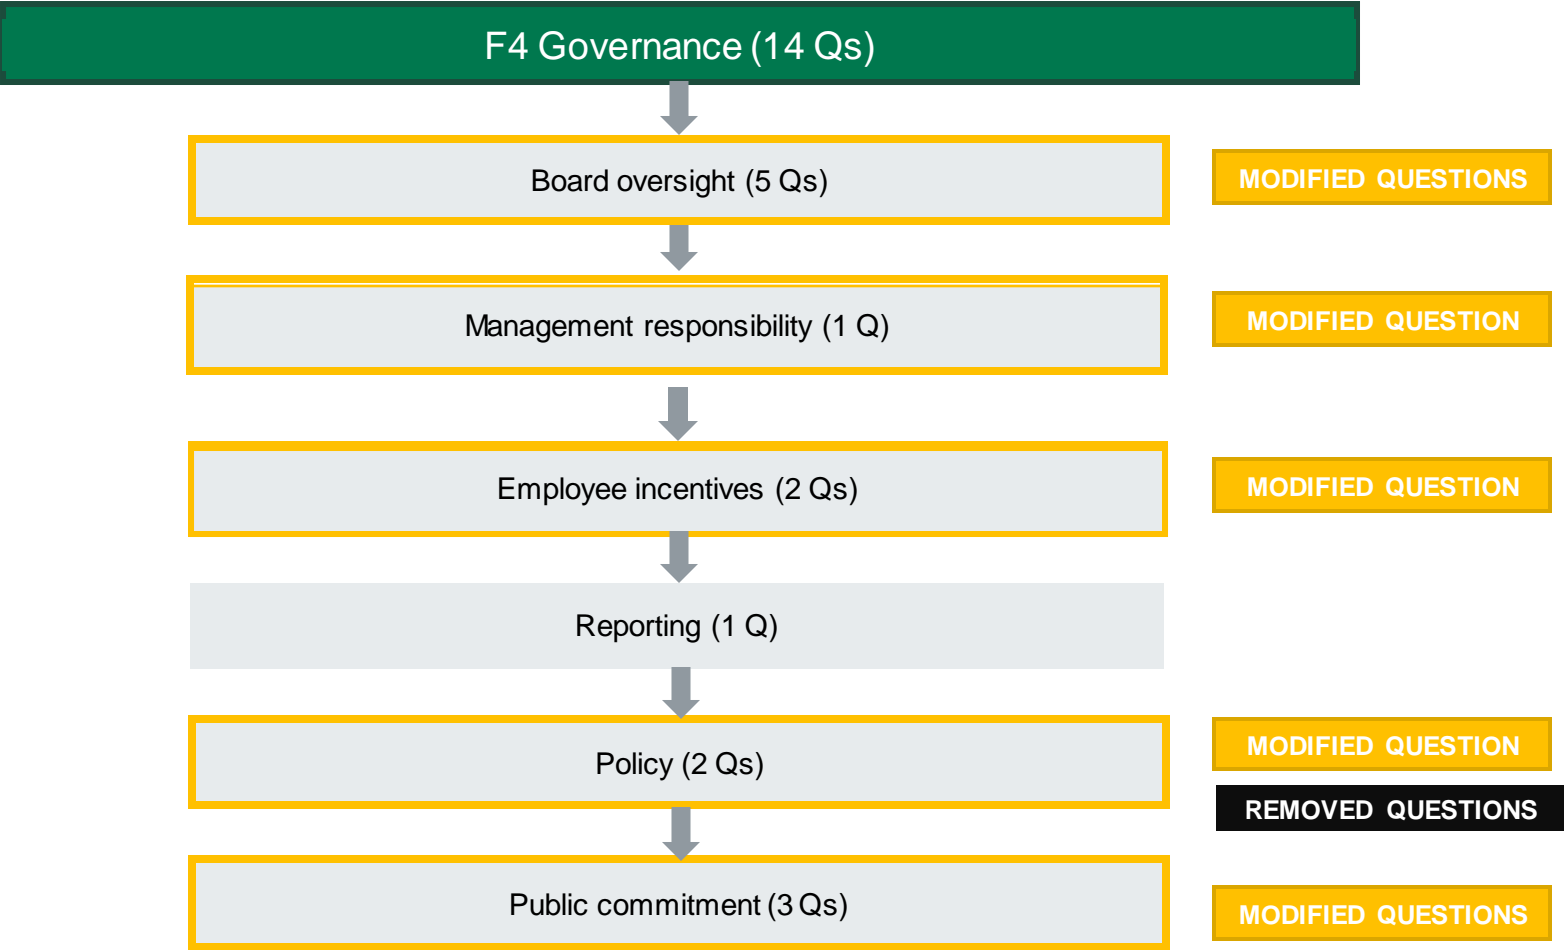 F4 Governance (14 Qs)
Board oversight (5 Qs)
MODIFIED QUESTIONS
Management responsibility (1 Q)
MODIFIED QUESTION
Employee incentives (2 Qs)
MODIFIED QUESTION
Reporting (1 Q)
Policy (2 Qs)
MODIFIED QUESTION
REMOVED QUESTIONS
Public commitment (3 Qs)
MODIFIED QUESTIONS